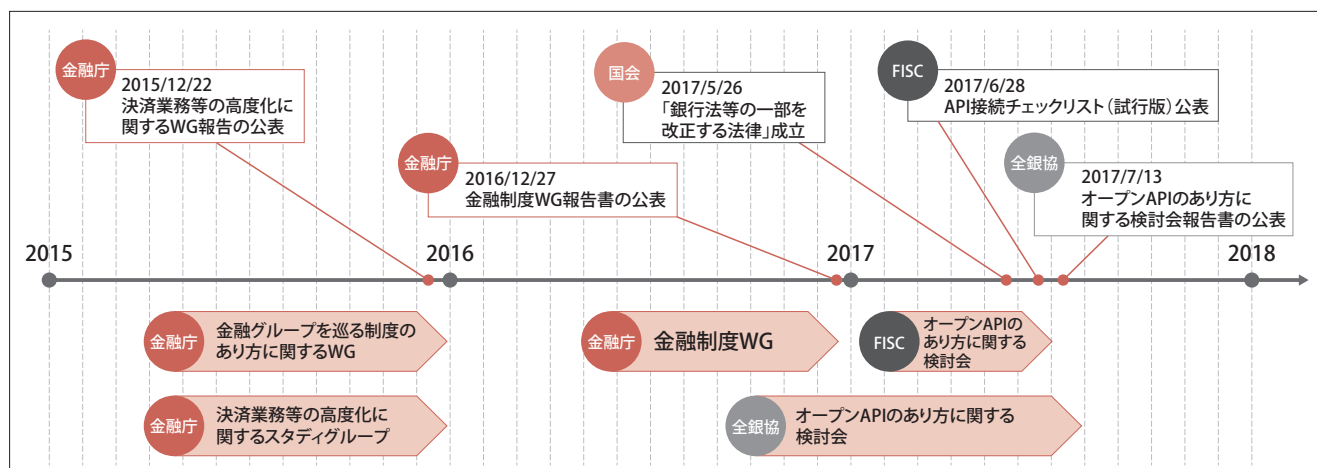 金融庁
2015/12/22
決済業務等の高度化に
関するWG報告の公表
国会
2017/5/26
「銀行法等の一部を
改正する法律」成立
FISC
2017/6/28
API接続チェックリスト（試行版）公表
金融庁
2016/12/27
金融制度WG報告書の公表
全銀協
2017/7/13
オープンAPIのあり方に
関する検討会報告書の公表
2015
2016
2017
2018
金融庁
金融グループを巡る制度の
あり方に関するWG
金融庁
金融制度WG
FISC
オープンAPIの
あり方に関する
検討会
金融庁
決済業務等の高度化に
関するスタディグループ
全銀協
オープンAPIのあり方に関する
検討会